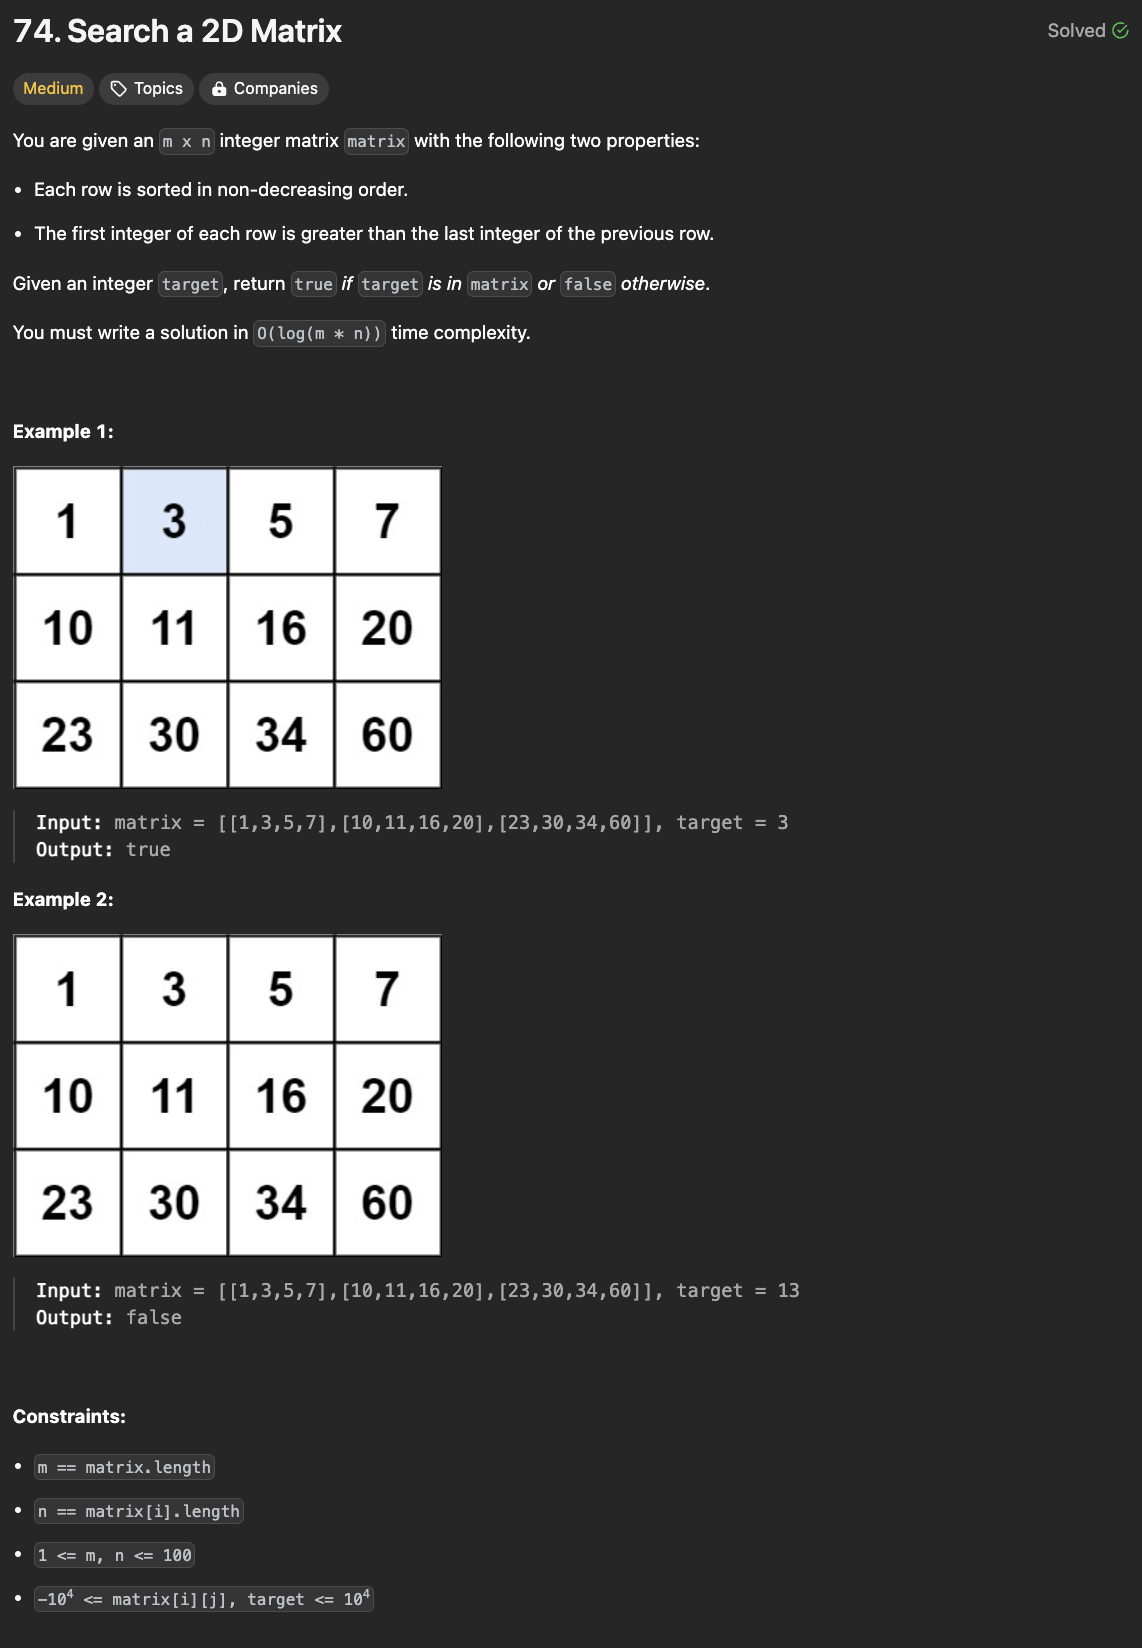 74. Search a 2D Matrix
Solved
Medium
Topics
Companies
You are given an m x n integer matrix matrix with the following two properties:
• Each row is sorted in non-decreasing order.
• The first integer of each row is greater than the last integer of the previous row.
Given an integer target, return true if target is in matrix or false otherwise.
You must write a solution in O(log(m * n)) time complexity.
Example 1:
1 3 5 7
10 11 16 20
23 30 34 60
Input: matrix = [[1,3,5,7],[10,11,16,20],[23,30,34,60]], target = 3
Output: true
Example 2:
1 3 5 7
10 11 16 20
23 30 34 60
Input: matrix = [[1,3,5,7],[10,11,16,20],[23,30,34,60]], target = 13
Output: false
Constraints:
• m == matrix.length
• n == matrix[i].length
• 1 <= m, n <= 100
• -10⁴ <= matrix[i][j], target <= 10⁴